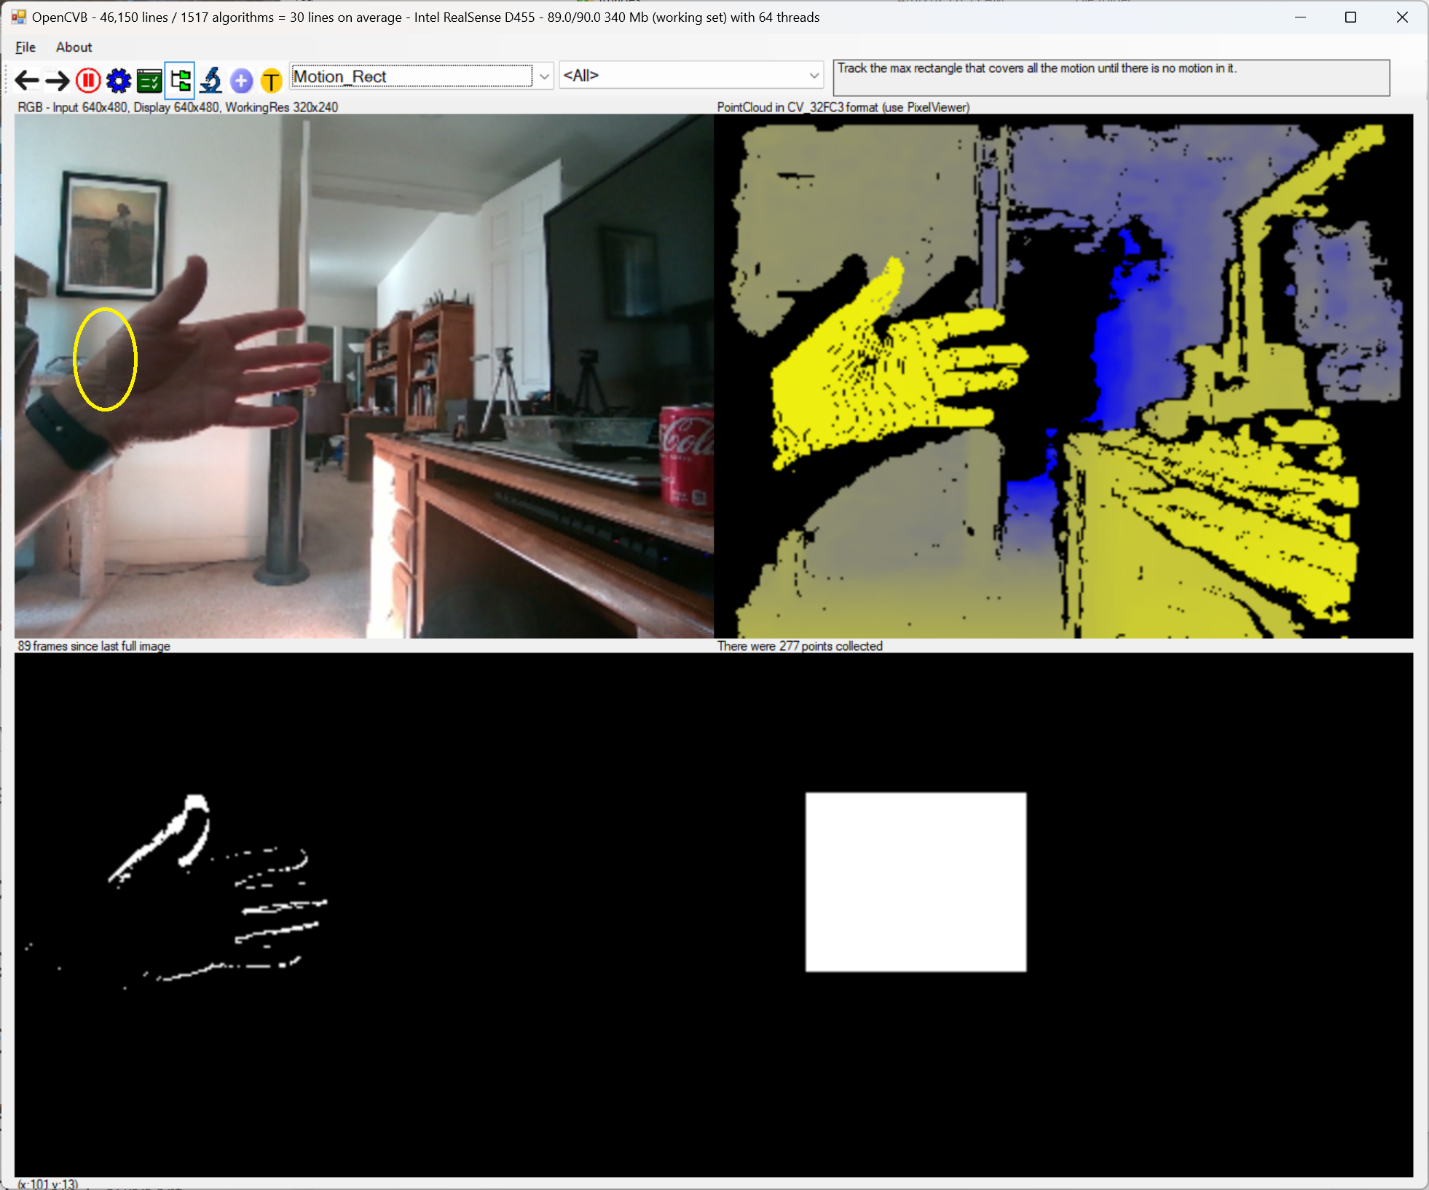 OpenCVB - 46,150 lines / 1517 algorithms = 30 lines on average - Intel RealSense D455 - 89.0/90.0 340 Mb (working set) with 64 threads
File About
T Motion_Rect <All> Track the max rectangle that covers all the motion until there is no motion in it.
RGB - Input 640x480, Display 640x480, WorkingRes 320x240
PointCloud in CV_32FC3 format (use PixelViewer)
Coca
89 frames since last full image
There were 277 points collected
(x:101 y:13)